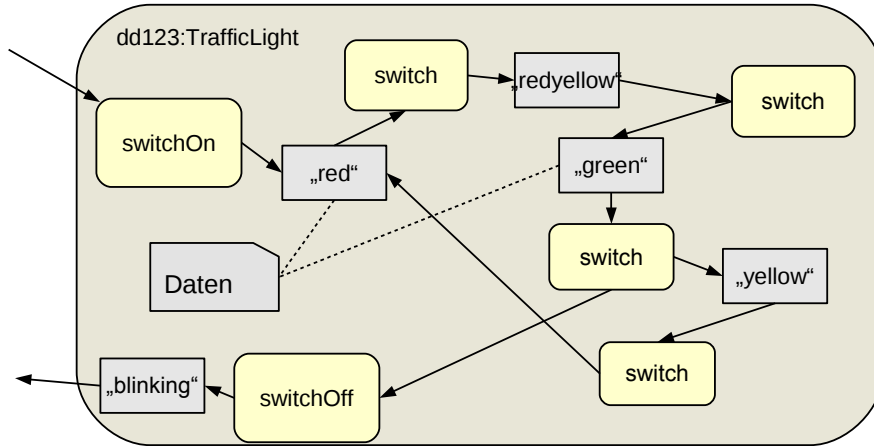 dd123:TrafficLight
switch
„redyellow“
switch
switchOn
„red“
„green“
switch
„yellow“
Daten
switch
„blinking“
switchOff